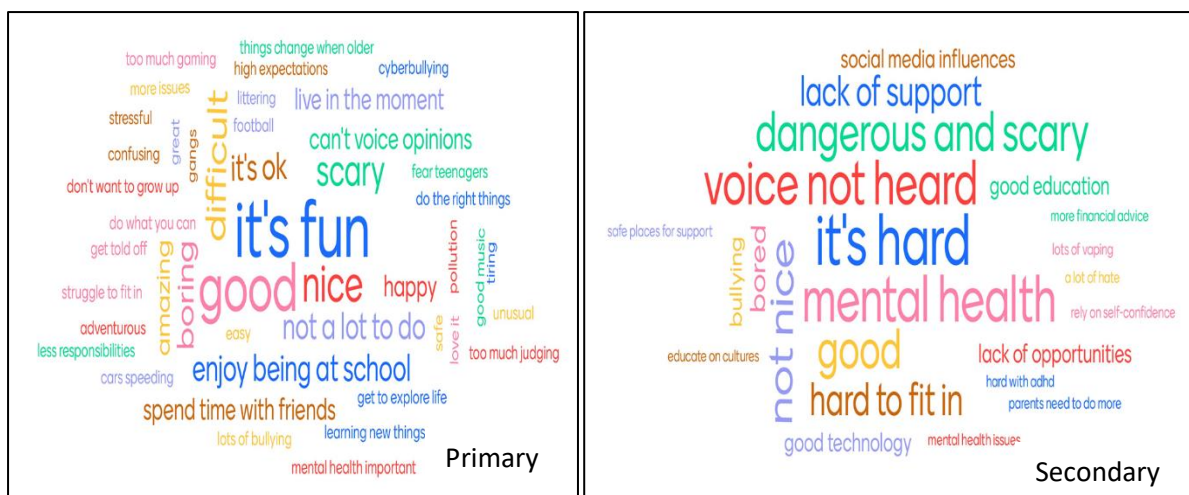 things change when older
too much gaming
high expectations
cyberbullying
more issues
littering
live in the moment
stressful
great
gangs
difficult
football
can't voice opinions
confusing
it's ok
scary
fear teenagers
don't want to grow up
do the right things
do what you can
it's fun
get told off
amazing
boring
good
nice
happy
pollution
good music
tiring
struggle to fit in
unusual
adventurous
easy
not a lot to do
safe
love it
less responsibilities
too much judging
cars speeding
enjoy being at school
get to explore life
spend time with friends
lots of bullying
learning new things
mental health important
Primary
social media influences
lack of support
dangerous and scary
voice not heard
good education
more financial advice
safe places for support
bullying
bored
not nice
it's hard
lots of vaping
a lot of hate
mental health
rely on self-confidence
educate on cultures
good
lack of opportunities
hard with adhd
hard to fit in
parents need to do more
good technology
mental health issues
Secondary